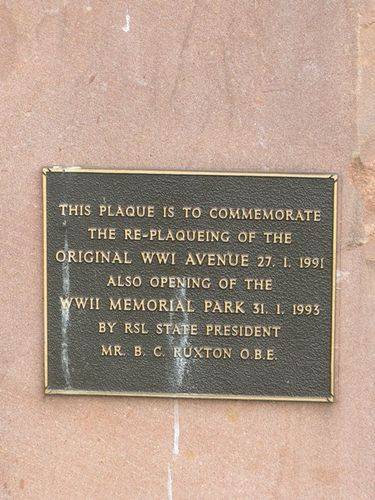 THIS PLAQUE IS TO COMMEMORATE
THE RE-PLAQUEING OF THE
ORIGINAL WWI AVENUE 27. 1. 1991
ALSO OPENING OF THE
WWII MEMORIAL PARK 31. 1. 1993
BY RSL STATE PRESIDENT
MR. B. C. RUXTON O.B.E.